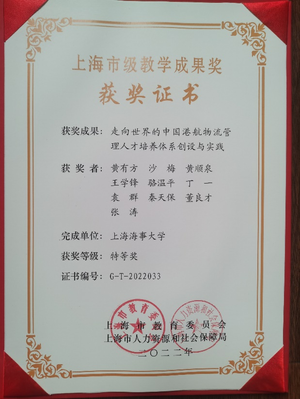 上海市级教学成果奖
获奖证书
获奖成果：走向世界的中国港航物流管
理人才培养体系创设与实践
获奖者：黄有方 沙梅 黄顺泉
王学锋 骆温平 丁一
袁群 秦天保 董良才
张涛
完成单位：上海海事大学
获奖等级：特等奖
证书编号：G-T-2022033
上海市教育委员会
上海市人力资源和社会保障局
二〇二二年